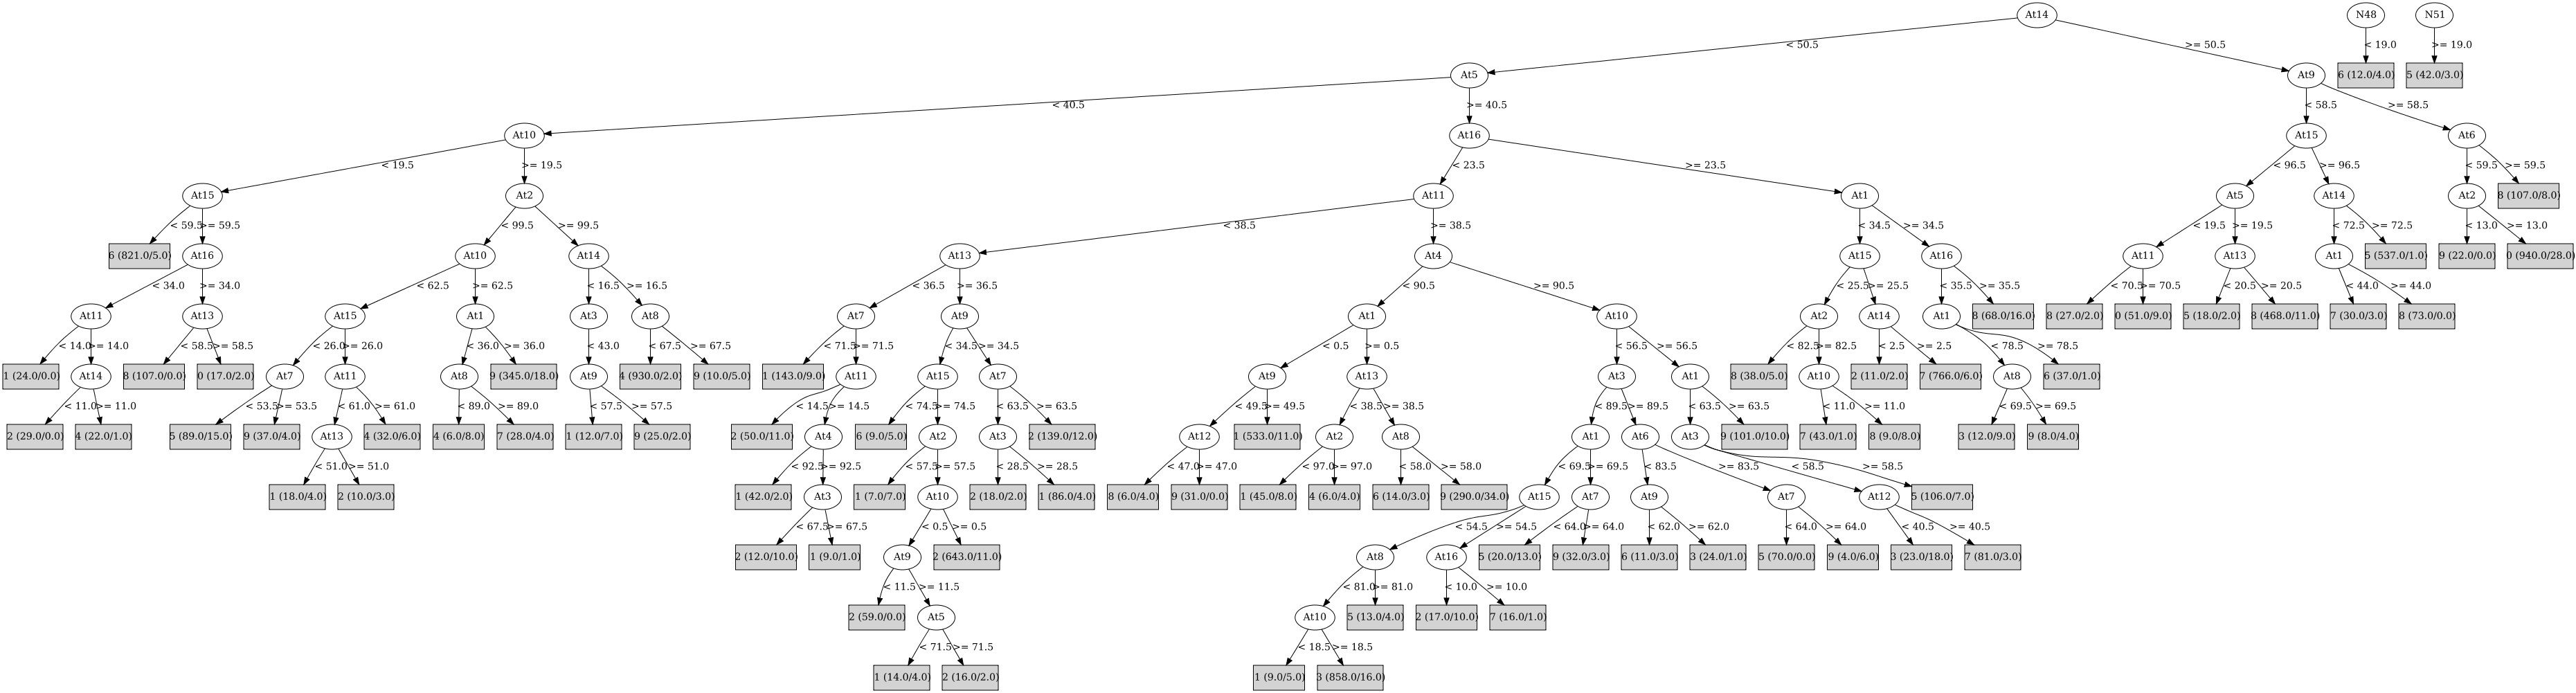 At14 N48 N51
< 50.5 >= 50.5 < 19.0 >= 19.0
At5 At9 6 (12.0/4.0) 5 (42.0/3.0)
< 40.5 >= 40.5 < 58.5 >= 58.5
At10 At16 At15 At6
< 19.5 >= 19.5 < 23.5 >= 23.5 < 96.5 >= 96.5 < 59.5 >= 59.5
At15 At2 At11 At1 At5 At14 At2 8 (107.0/8.0)
< 59.5 >= 59.5 < 99.5 >= 99.5 < 38.5 >= 38.5 < 34.5 >= 34.5 < 19.5 >= 19.5 < 72.5 >= 72.5 < 13.0 >= 13.0
6 (821.0/5.0) At16 At10 At14 At13 At4 At15 At16 At11 At13 At1 5 (537.0/1.0) 9 (22.0/0.0) 0 (940.0/28.0)
< 34.0 >= 34.0 < 62.5 >= 62.5 < 16.5 >= 16.5 < 36.5 >= 36.5 < 90.5 >= 90.5 < 25.5 >= 25.5 < 35.5 >= 35.5 < 70.5 >= 70.5 < 20.5 >= 20.5 < 44.0 >= 44.0
At11 At13 At15 At1 At3 At8 At7 At9 At1 At10 At2 At14 At1 8 (68.0/16.0) 8 (27.0/2.0) 0 (51.0/9.0) 5 (18.0/2.0) 8 (468.0/11.0) 7 (30.0/3.0) 8 (73.0/0.0)
< 14.0 >= 14.0 < 58.5 >= 58.5 < 26.0 >= 26.0 < 36.0 >= 36.0 < 43.0 < 67.5 >= 67.5 < 71.5 >= 71.5 < 34.5 >= 34.5 < 0.5 >= 0.5 < 56.5 >= 56.5 < 82.5 >= 82.5 < 2.5 >= 2.5 < 78.5 >= 78.5
1 (24.0/0.0) At14 8 (107.0/0.0) 0 (17.0/2.0) At7 At11 At8 9 (345.0/18.0) At9 4 (930.0/2.0) 9 (10.0/5.0) 1 (143.0/9.0) At11 At15 At7 At9 At13 At3 At1 8 (38.0/5.0) At10 2 (11.0/2.0) 7 (766.0/6.0) At8 6 (37.0/1.0)
< 11.0 >= 11.0 < 53.5 >= 53.5 < 61.0 >= 61.0 < 89.0 >= 89.0 < 57.5 >= 57.5 < 14.5 >= 14.5 < 74.5 >= 74.5 < 63.5 >= 63.5 < 49.5 >= 49.5 < 38.5 >= 38.5 < 89.5 >= 89.5 < 63.5 >= 63.5 < 11.0 >= 11.0 < 69.5 >= 69.5
2 (29.0/0.0) 4 (22.0/1.0) 5 (89.0/15.0) 9 (37.0/4.0) At13 4 (32.0/6.0) 4 (6.0/8.0) 7 (28.0/4.0) 1 (12.0/7.0) 9 (25.0/2.0) 2 (50.0/11.0) At4 6 (9.0/5.0) At2 At3 2 (139.0/12.0) At12 1 (533.0/11.0) At2 At8 At1 At6 At3 9 (101.0/10.0) 7 (43.0/1.0) 8 (9.0/8.0) 3 (12.0/9.0) 9 (8.0/4.0)
< 51.0 >= 51.0 < 92.5 >= 92.5 < 57.5 >= 57.5 < 28.5 >= 28.5 < 47.0 >= 47.0 < 97.0 >= 97.0 < 58.0 >= 58.0 < 69.5 >= 69.5 < 83.5 >= 83.5 < 58.5 >= 58.5
1 (18.0/4.0) 2 (10.0/3.0) 1 (42.0/2.0) At3 1 (7.0/7.0) At10 2 (18.0/2.0) 1 (86.0/4.0) 8 (6.0/4.0) 9 (31.0/0.0) 1 (45.0/8.0) 4 (6.0/4.0) 6 (14.0/3.0) 9 (290.0/34.0) At15 At7 At9 At7 At12 5 (106.0/7.0)
< 67.5 >= 67.5 < 0.5 >= 0.5 < 54.5 >= 54.5 < 64.0 >= 64.0 < 62.0 >= 62.0 < 64.0 >= 64.0 < 40.5 >= 40.5
2 (12.0/10.0) 1 (9.0/1.0) At9 2 (643.0/11.0) At8 At16 5 (20.0/13.0) 9 (32.0/3.0) 6 (11.0/3.0) 3 (24.0/1.0) 5 (70.0/0.0) 9 (4.0/6.0) 3 (23.0/18.0) 7 (81.0/3.0)
< 11.5 >= 11.5 < 81.0 >= 81.0 < 10.0 >= 10.0
2 (59.0/0.0) At5 At10 5 (13.0/4.0) 2 (17.0/10.0) 7 (16.0/1.0)
< 71.5 >= 71.5 < 18.5 >= 18.5
1 (14.0/4.0) 2 (16.0/2.0) 1 (9.0/5.0) 3 (858.0/16.0)